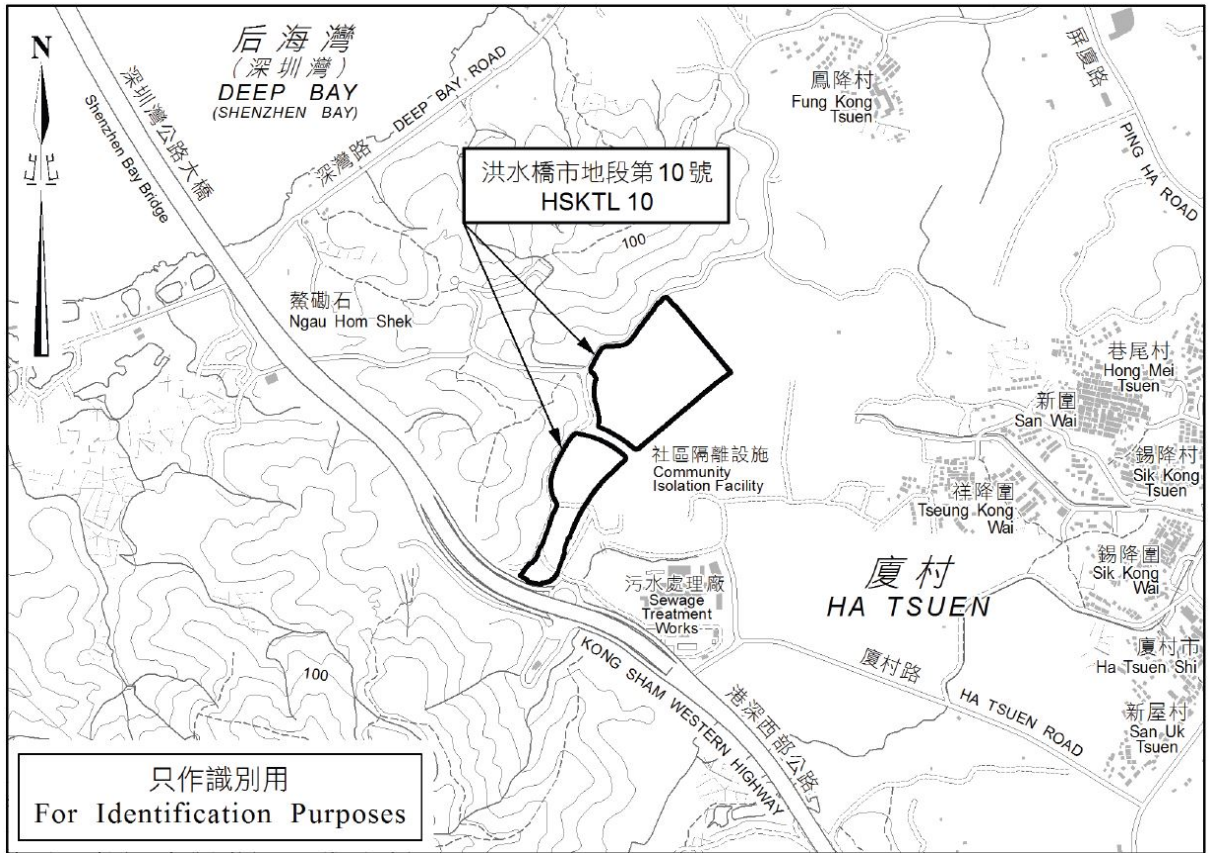 N
后海灣
(深圳灣)
DEEP BAY
(SHENZHEN BAY)
深圳灣公路大橋
Shenzhen Bay Bridge
深灣路 DEEP BAY ROAD
鳳降村
Fung Kong
Tsuen
屏廈路
PING HA ROAD
洪水橋市地段第10號
HSKTL 10
100
鰲磡石
Ngau Hom Shek
巷尾村
Hong Mei
Tsuen
新圍
San Wai
錫降村
Sik Kong
Tsuen
社區隔離設施
Community
Isolation Facility
祥降圍
Tseung Kong
Wai
錫降圍
Sik Kong
Wai
污水處理廠
Sewage
Treatment
Works
廈村
HA TSUEN
廈村市
Ha Tsuen Shi
廈村路
HA TSUEN ROAD
新屋村
San Uk
Tsuen
100
港深西部公路
KONG SHAM WESTERN HIGHWAY
只作識別用
For Identification Purposes